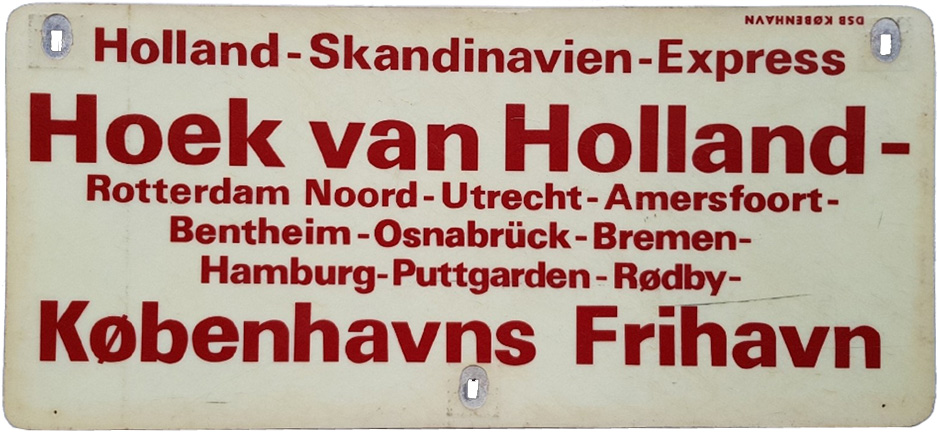 DSB KØBENHAVN
Holland-Skandinavien-Express
Hoek van Holland-
Rotterdam Noord-Utrecht-Amersfoort-
Bentheim-Osnabrück-Bremen-
Hamburg-Puttgarden-Rødby-
Københavns Frihavn